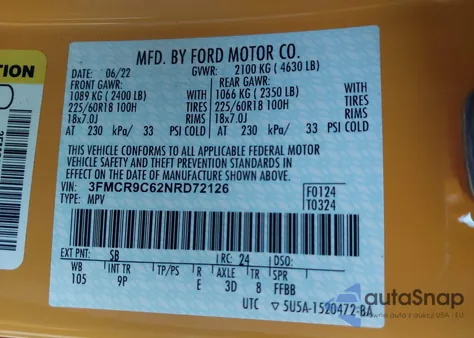 TION
MFD. BY FORD MOTOR CO.
DATE: 06/22 GVWR: 2100 KG ( 4630 LB)
FRONT GAWR: REAR GAWR:
1089 KG ( 2400 LB) 1066 KG ( 2350 LB)
225/60R18 100H TIRES 225/60R18 100H
18x7.0J RIMS 18x7.0J
AT 230 kPa/ 33 PSI COLD AT 230 kPa/ 33 PSI COLD
THIS VEHICLE CONFORMS TO ALL APPLICABLE FEDERAL MOTOR
VEHICLE SAFETY AND THEFT PREVENTION STANDARDS IN
EFFECT ON THE DATE OF MANUFACTURE SHOWN ABOVE.
VIN: 3FMCR9C62NRD72126 F0124
TYPE: MPV T0324
EXT PNT: SB RC: 24 DSO:
WB INT TR TP/PS R AXLE TR SPR
105 9P E 3D 8 FFBB
UTC ▽5U5A-1520472-BA
autoSnap
Sprawdź auto z aukcji USA - EU